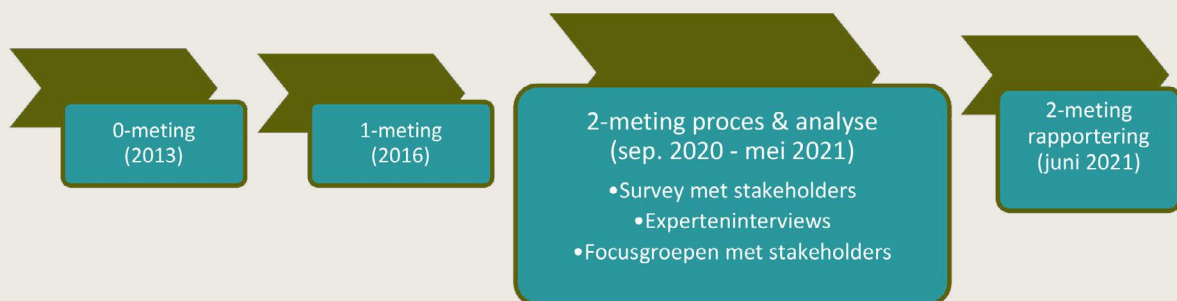 0-meting
(2013)
1-meting
(2016)
2-meting proces & analyse
(sep. 2020 - mei 2021)
•Survey met stakeholders
•Experteninterviews
•Focusgroepen met stakeholders
2-meting
rapportering
(juni 2021)